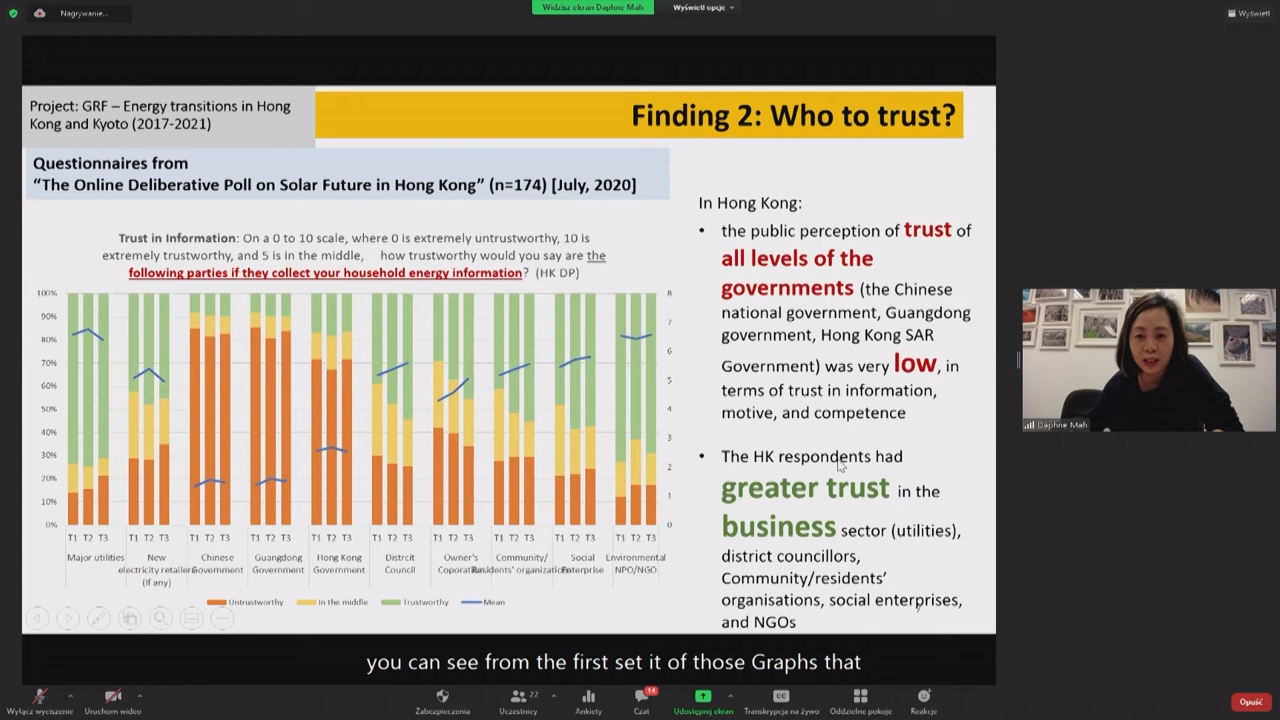 Nagrywanie...
Widzisz ekran Daphne Mah
Wyświetl opcje
Wyświetl
Project: GRF – Energy transitions in Hong
Kong and Kyoto (2017-2021)
Finding 2: Who to trust?
Questionnaires from
“The Online Deliberative Poll on Solar Future in Hong Kong” (n=174) [July, 2020]
Trust in Information: On a 0 to 10 scale, where 0 is extremely untrustworthy, 10 is
extremely trustworthy, and 5 is in the middle, how trustworthy would you say are the
following parties if they collect your household energy information? (HK DP)
100%
90%
80%
70%
60%
50%
40%
30%
20%
10%
0%
8
7
6
5
4
3
2
1
0
T1 T2 T3 T1 T2 T3 T1 T2 T3 T1 T2 T3 T1 T2 T3 T1 T2 T3 T1 T2 T3 T1 T2 T3 T1 T2 T3 T1 T2 T3
Major utilities
New
electricity retailers
(If any)
Chinese
Government
Guangdong
Government
Hong Kong
Government
Distrcit
Council
Owner's
Coporation
Community/
Residents' organization
Social
Enterprise
Environmental
NPO/NGO
Untrustworthy
In the middle
Trustworthy
Mean
In Hong Kong:
• the public perception of trust of
all levels of the
governments (the Chinese
national government, Guangdong
government, Hong Kong SAR
Government) was very low, in
terms of trust in information,
motive, and competence
• The HK respondents had
greater trust in the
business sector (utilities),
district councillors,
Community/residents’
organisations, social enterprises,
and NGOs
Daphne Mah
you can see from the first set it of those Graphs that
Wyłącz wyciszenie
Uruchom wideo
Zabezpieczenia
22
Uczestnicy
Ankiety
14
Czat
Udostępnij ekran
CC
Transkrypcja na żywo
Oddzielne pokoje
Reakcje
Opuść